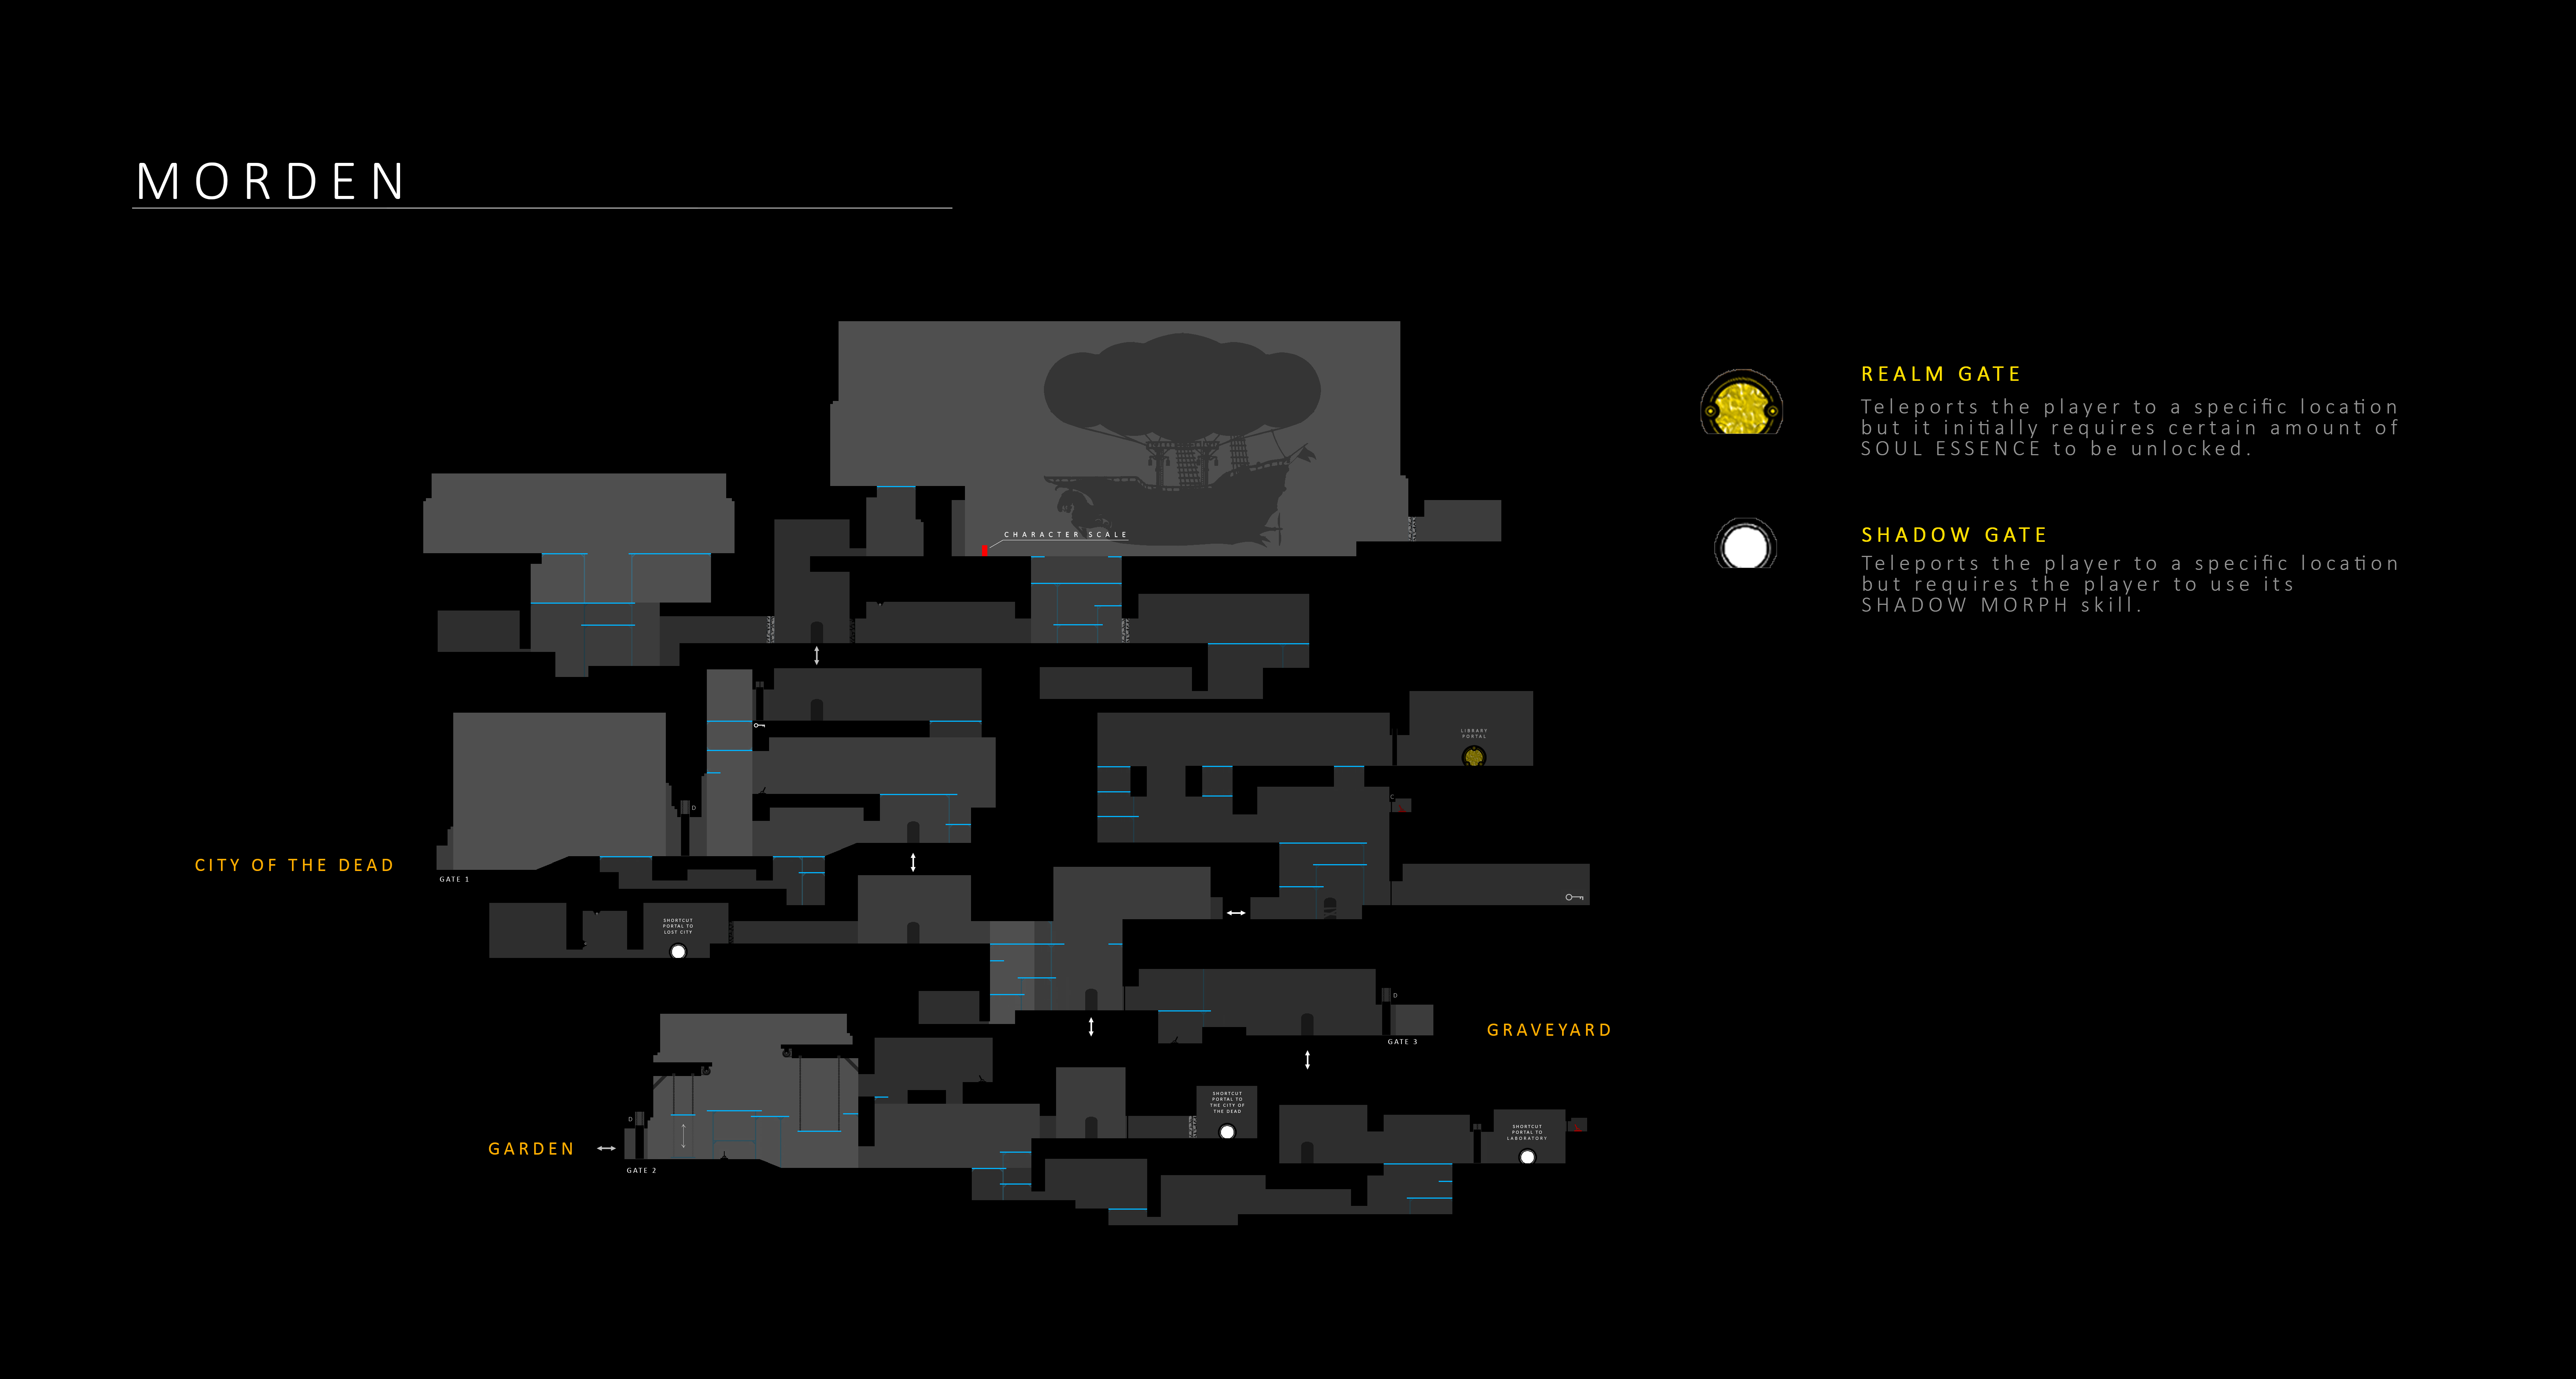 MORDEN
REALM GATE
Teleports the player to a specific location
but it initially requires certain amount of
SOUL ESSENCE to be unlocked.
SHADOW GATE
Teleports the player to a specific location
but requires the player to use its
SHADOW MORPH skill.
CHARACTER SCALE
LIBRARY
PORTAL
C
D
CITY OF THE DEAD
GATE 1
SHORTCUT
PORTAL TO
LOST CITY
D
GRAVEYARD
GATE 3
SHORTCUT
PORTAL TO
THE CITY OF
THE DEAD
D
SHORTCUT
PORTAL TO
LABORATORY
GARDEN
GATE 2